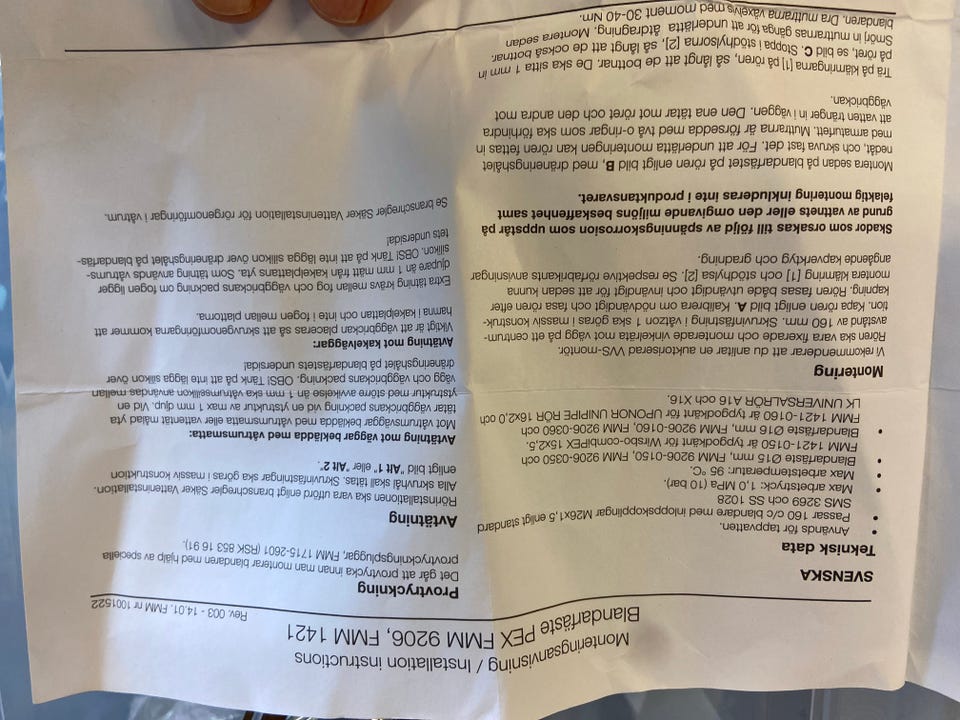 Monteringsanvisning / Installation instructions
Blandarfäste PEX FMM 9206, FMM 1421
Rev. 003 - 14.01. FMM nr 1001522
SVENSKA
Teknisk data
• Används för tappvatten.
• Passar 160 c/c blandare med inloppskopplingar M26x1,5 enligt standard
SMS 3269 och SS 1028
• Max arbetstryck: 1,0 MPa (10 bar).
• Max arbetstemperatur: 95 °C.
• Blandarfäste Ø15 mm, FMM 9206-0150, FMM 9206-0350 och
FMM 1421-0150 är typgodkänt för Wirsbo-combiPEX 15x2,5.
• Blandarfäste Ø16 mm, FMM 9206-0160, FMM 9206-0360 och
FMM 1421-0160 är typgodkänt för UPONOR UNIPIPE RÖR 16x2,0 och
LK UNIVERSALRÖR A16 och X16.
Montering
Vi rekommenderar att du anlitar en auktoriserad VVS-montör.
Rören ska vara fixerade och monterade vinkelräta mot vägg på ett centrum-
avstånd av 160 mm. Skruvinfästning i våtzon 1 ska göras i massiv konstruk-
tion. Kapa rören enligt bild A. Kalibrera om nödvändigt och fasa rören efter
kapning. Rören fasas både utvändigt och invändigt för att sedan kunna
montera klämring [1] och stödhylsa [2]. Se respektive rörfabrikants anvisningar
angående kapverktyg och gradning.
Skador som orsakas till följd av spänningskorrosion som uppstår på
grund av vattnets eller den omgivande miljöns beskaffenhet samt
felaktig montering inkluderas inte i produktansvaret.
Montera sedan på blandarfästet på rören enligt bild B, med dräneringshålet
nedåt, och skruva fast det. För att underlätta monteringen kan rören fettas in
med armaturfett. Muttrarna är försedda med två o-ringar som ska förhindra
att vatten tränger in i väggen. Den ena tätar mot röret och den andra mot
väggbrickan.
Trä på klämringarna [1] på rören, så långt att de bottnar. De ska sitta 1 mm in
på röret, se bild C. Stoppa i stödhylsorna [2], så långt att de också bottnar.
Smörj in muttrarnas gänga för att underlätta åtdragning. Montera sedan
blandaren. Dra muttrarna växelvis med moment 30-40 Nm.
Provtryckning
Det går att provtrycka innan man monterar blandaren med hjälp av speciella
provtryckningspluggar, FMM 1715-2601 (RSK 853 16 91).
Avtätning
Rörinstallationen ska vara utförd enligt branschregler Säker Vatteninstallation.
Alla skruvhål skall tätas. Skruvinfästningar ska göras i massiv konstruktion
enligt bild "Alt 1" eller "Alt 2".
Avtätning mot väggar beklädda med våtrumsmatta:
Mot våtrumsväggar beklädda med våtrumsmatta eller vattentät målad yta
tätar väggbrickans packning vid en ytstruktur av max 1 mm djup. Vid en
ytstruktur med större avvikelse än 1 mm ska våtrumssilikon användas mellan
vägg och väggbrickans packning. OBS! Tänk på att inte lägga silikon över
dräneringshålet på blandarfästets undersida!
Avtätning mot kakelväggar:
Viktigt är att väggbrickan placeras så att skruvgenomföringarna kommer att
hamna i kakelplattan och inte i fogen mellan plattorna.
Extra tätning krävs mellan fog och väggbrickans packning om fogen ligger
djupare än 1 mm mätt från kakelplattans yta. Som tätning används våtrums-
silikon. OBS! Tänk på att inte lägga silikon över dräneringshålet på blandarfäs-
tets undersida!
Se branschregler Säker Vatteninstallation för rörgenomföringar i våtrum.